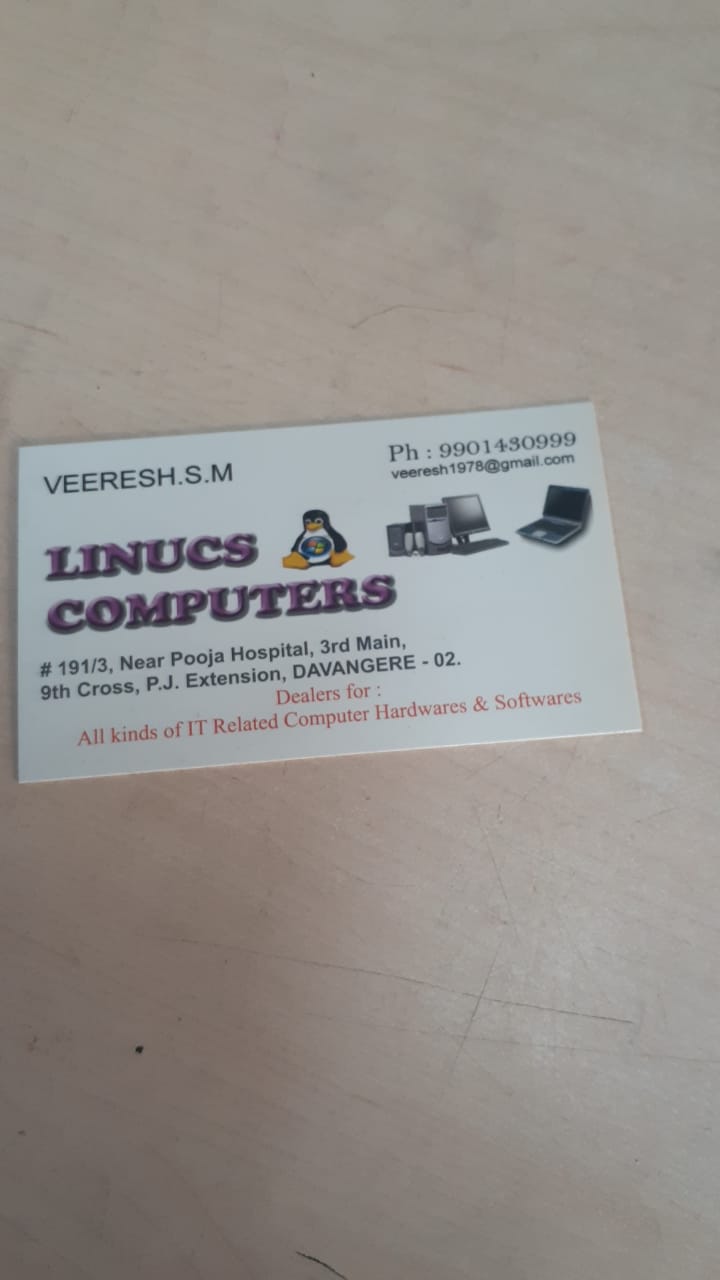 VEERESH.S.M
Ph : 9901430999
veeresh1978@gmail.com
LINUCS
COMPUTERS
# 191/3, Near Pooja Hospital, 3rd Main,
9th Cross, P.J. Extension, DAVANGERE - 02.
Dealers for :
All kinds of IT Related Computer Hardwares & Softwares